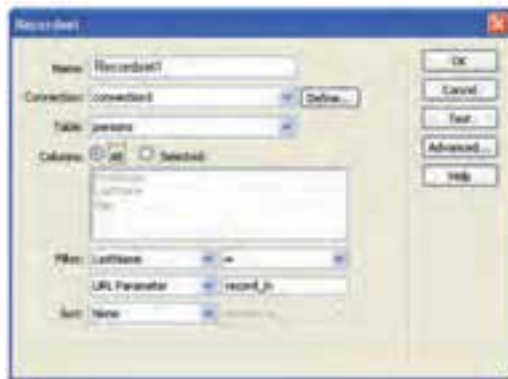 Recordset
Name: Recordset1
OK
Connection: connection1
Define...
Cancel
Table: persons
Test
Columns: All Selected:
Advanced...
LastName
Help
Filter: LastName =
URL Parameter record_ln
Sort: None